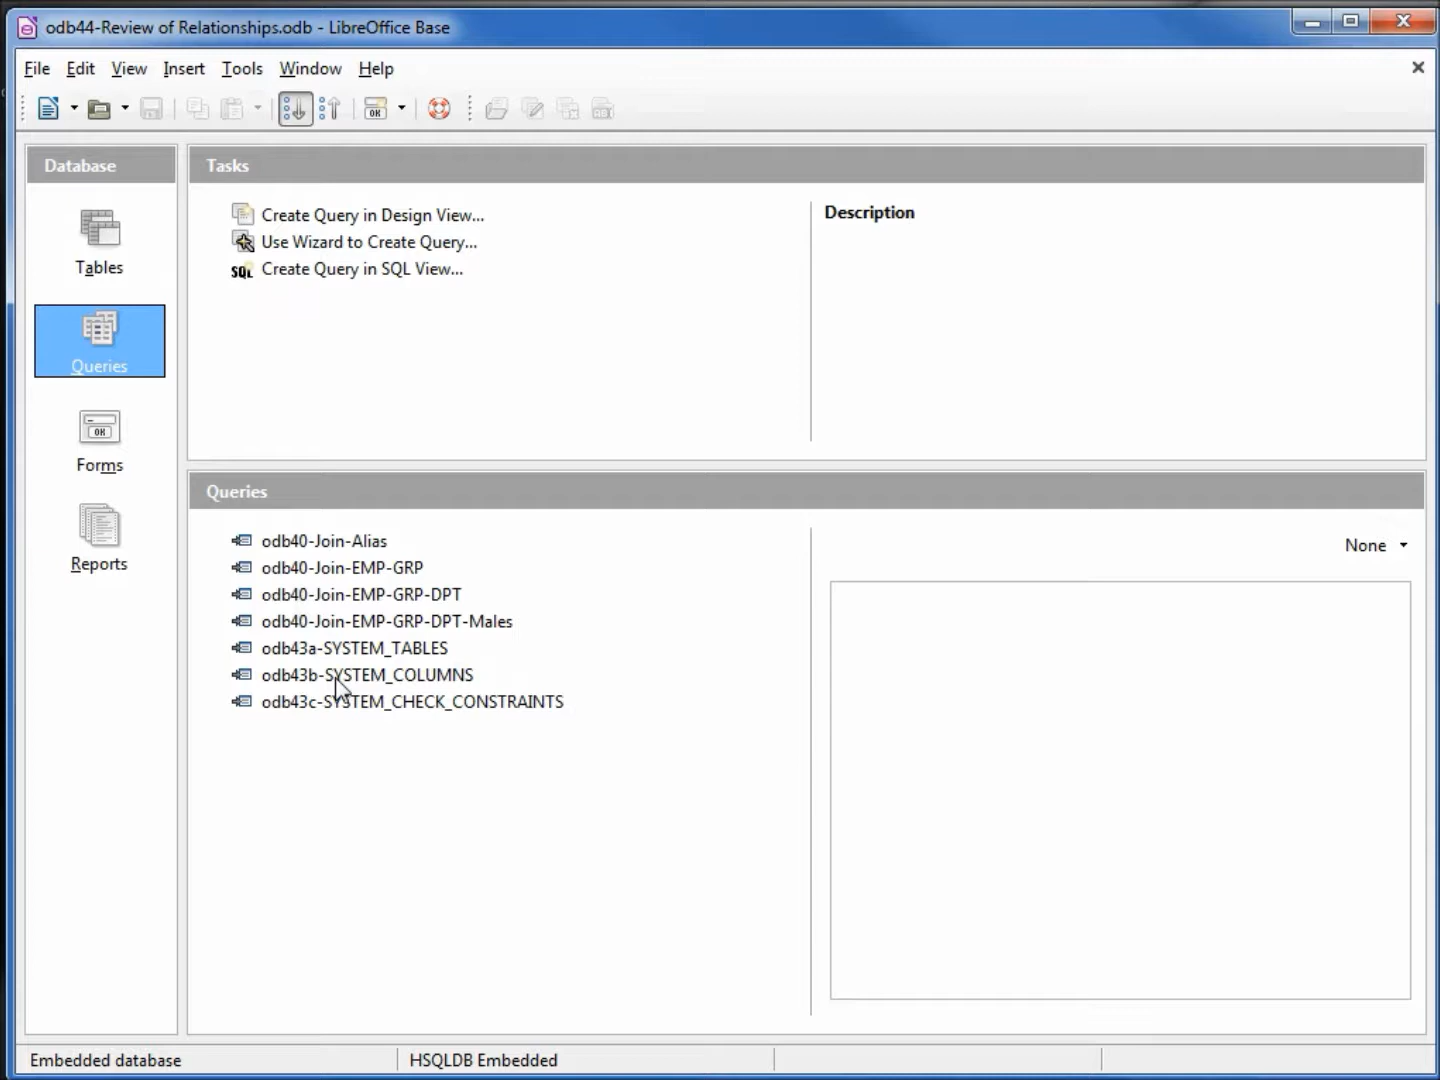 odb44-Review of Relationships.odb - LibreOffice Base
File Edit View Insert Tools Window Help
OK
Database
Tables
Queries
OK
Forms
Reports
Tasks
Create Query in Design View...
Use Wizard to Create Query...
SQL Create Query in SQL View...
Description
Queries
odb40-Join-Alias
odb40-Join-EMP-GRP
odb40-Join-EMP-GRP-DPT
odb40-Join-EMP-GRP-DPT-Males
odb43a-SYSTEM_TABLES
odb43b-SYSTEM_COLUMNS
odb43c-SYSTEM_CHECK_CONSTRAINTS
None
Embedded database
HSQLDB Embedded